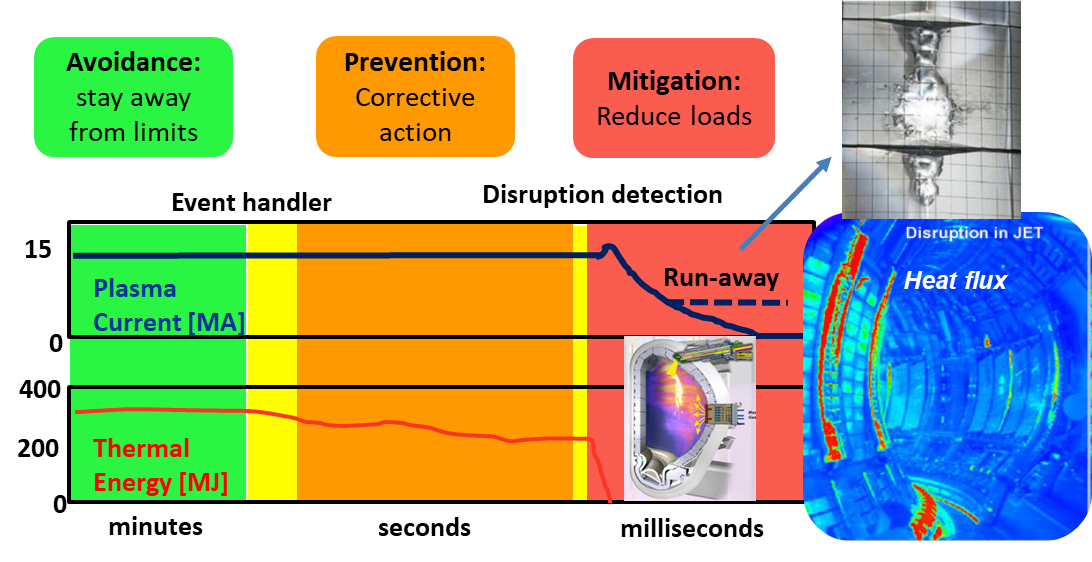 Avoidance:
stay away
from limits
Prevention:
Corrective
action
Mitigation:
Reduce loads
Event handler
Disruption detection
15
Plasma
Current [MA]
0
Run-away
400
200
Thermal
Energy [MJ]
0
minutes
seconds
milliseconds
Disruption in JET
Heat flux